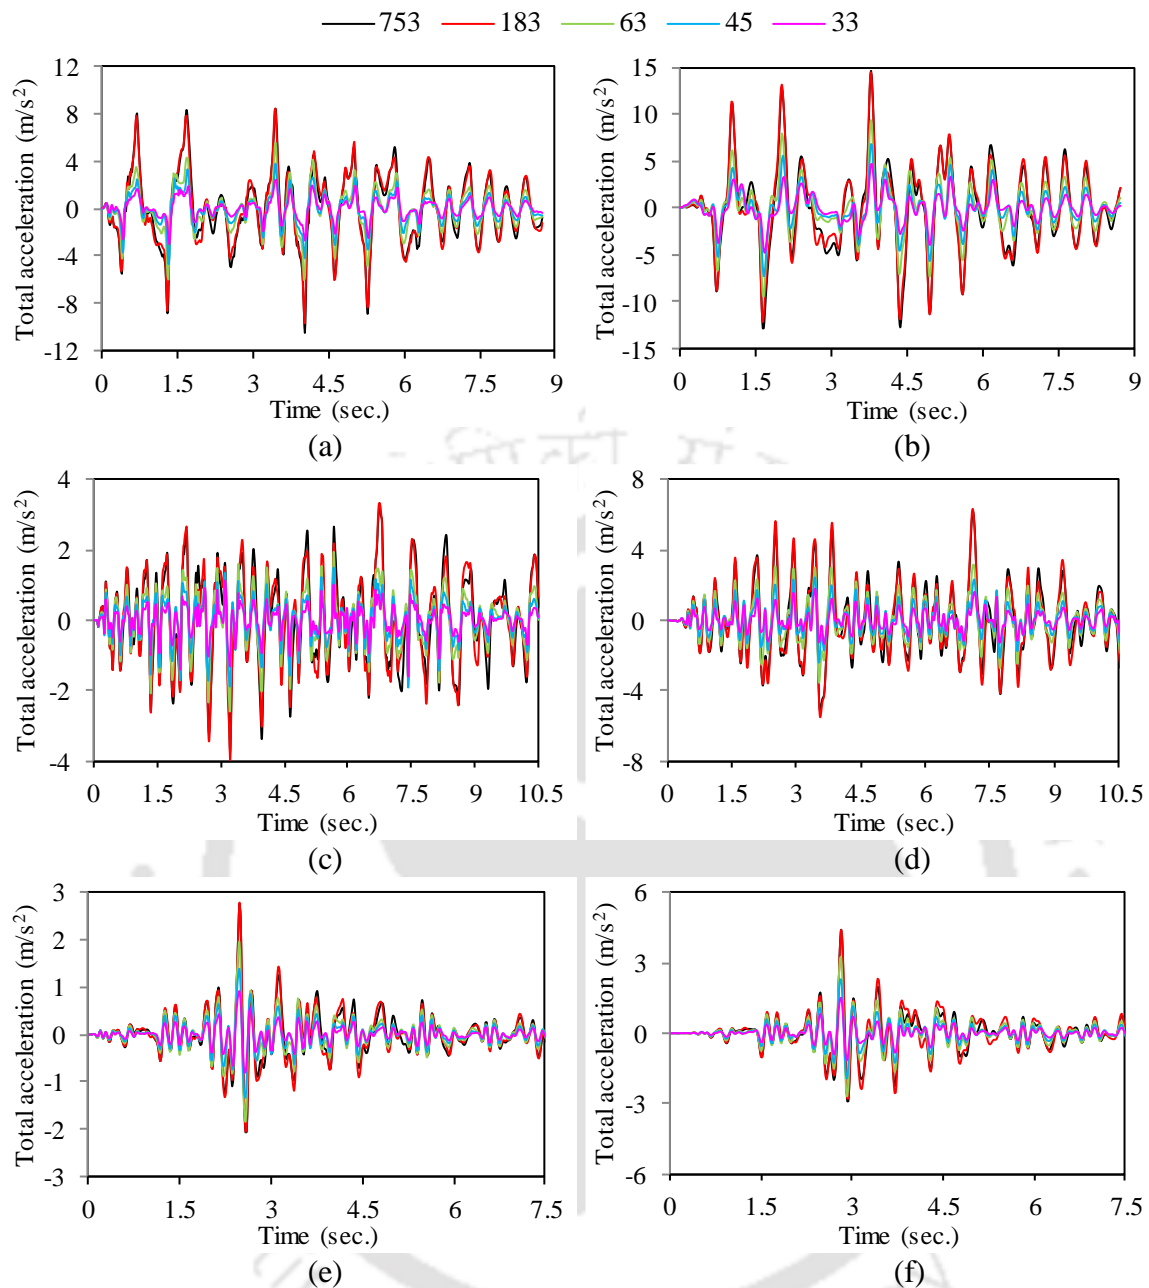 753 183 63 45 33
Total acceleration (m/s²)
12
8
4
0
-4
-8
-12
0 1.5 3 4.5 6 7.5 9
Time (sec.)
(a)
Total acceleration (m/s²)
15
10
5
0
-5
-10
-15
0 1.5 3 4.5 6 7.5 9
Time (sec.)
(b)
Total acceleration (m/s²)
4
2
0
-2
-4
0 1.5 3 4.5 6 7.5 9 10.5
Time (sec.)
(c)
Total acceleration (m/s²)
8
4
0
-4
-8
0 1.5 3 4.5 6 7.5 9 10.5
Time (sec.)
(d)
Total acceleration (m/s²)
3
2
1
0
-1
-2
-3
0 1.5 3 4.5 6 7.5
Time (sec.)
(e)
Total acceleration (m/s²)
6
3
0
-3
-6
0 1.5 3 4.5 6 7.5
Time (sec.)
(f)